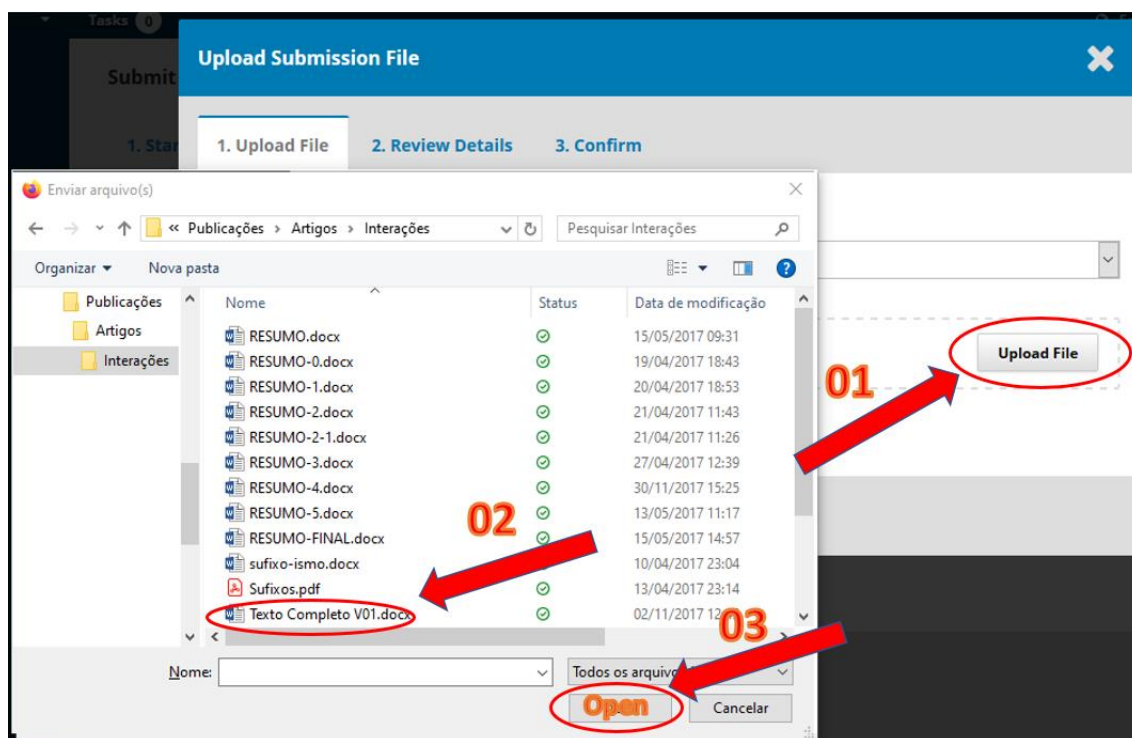 Tasks 0
Upload Submission File
Submit
1. Star
1. Upload File
2. Review Details
3. Confirm
Enviar arquivo(s)
« Publicações > Artigos > Interações
Pesquisar Interações
Organizar
Nova pasta
Publicações
Artigos
Interações
Nome
Status
Data de modificação
RESUMO.docx 15/05/2017 09:31
RESUMO-0.docx 19/04/2017 18:43
RESUMO-1.docx 20/04/2017 18:53
RESUMO-2.docx 21/04/2017 11:43
RESUMO-2-1.docx 21/04/2017 11:26
RESUMO-3.docx 27/04/2017 12:39
RESUMO-4.docx 30/11/2017 15:25
RESUMO-5.docx 13/05/2017 11:17
RESUMO-FINAL.docx 15/05/2017 14:57
sufixo-ismo.docx 10/04/2017 23:04
Sufixos.pdf 13/04/2017 23:14
Texto Completo V01.docx 02/11/2017 12
Upload File
01
02
03
Nome:
Todos os
Open
Cancelar